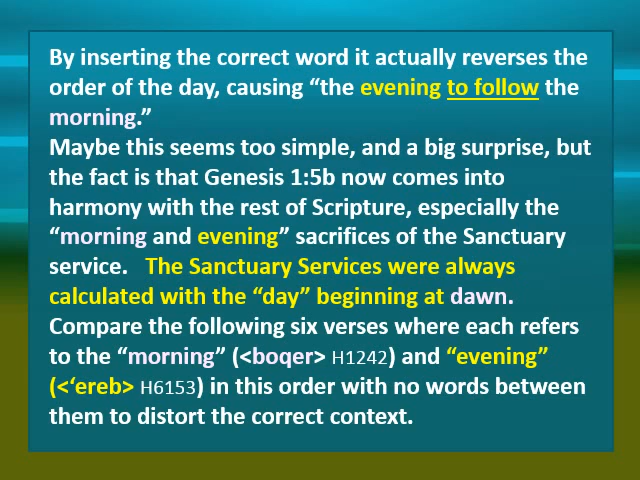 By inserting the correct word it actually reverses the
order of the day, causing “the evening to follow the
morning.”
Maybe this seems too simple, and a big surprise, but
the fact is that Genesis 1:5b now comes into
harmony with the rest of Scripture, especially the
“morning and evening” sacrifices of the Sanctuary
service. The Sanctuary Services were always
calculated with the “day” beginning at dawn.
Compare the following six verses where each refers
to the “morning” (<boqer> H1242) and “evening”
(<‘ereb> H6153) in this order with no words between
them to distort the correct context.